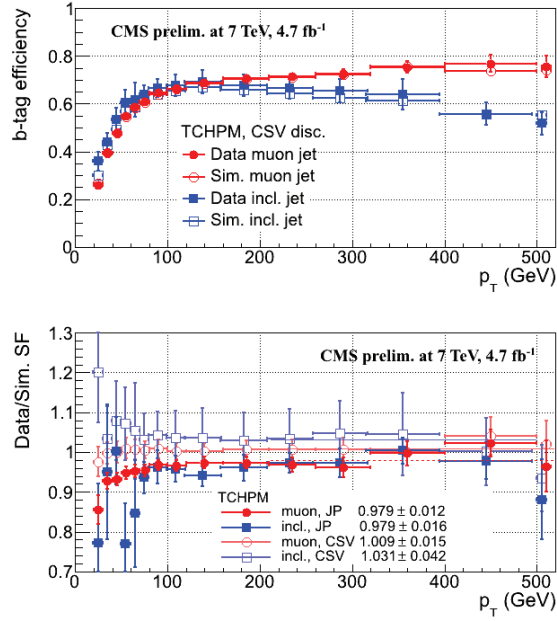 CMS prelim. at 7 TeV, 4.7 fb⁻¹
b-tag efficiency
1
0.8
0.6
0.4
0.2
0
TCHPM, CSV disc.
Data muon jet
Sim. muon jet
Data incl. jet
Sim. incl. jet
0 100 200 300 400 500
p_T (GeV)
CMS prelim. at 7 TeV, 4.7 fb⁻¹
Data/Sim. SF
1.3
1.2
1.1
1
0.9
0.8
0.7
TCHPM
muon, JP 0.979 ± 0.012
incl., JP 0.979 ± 0.016
muon, CSV 1.009 ± 0.015
incl., CSV 1.031 ± 0.042
0 100 200 300 400 500
p_T (GeV)